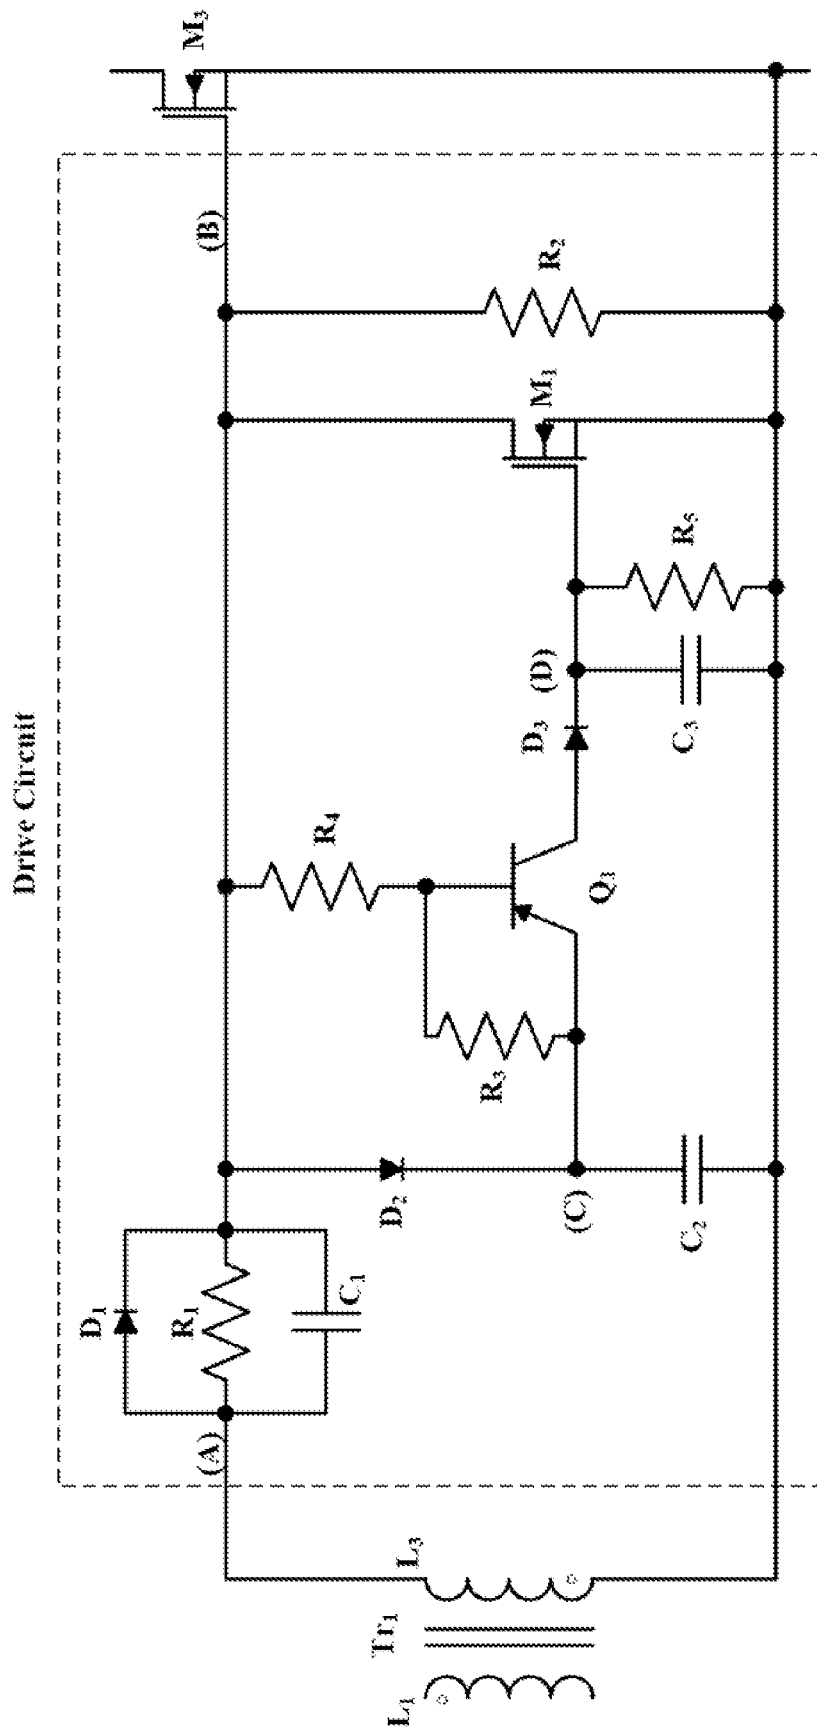 Drive Circuit
D₁
R₁
C₁
(A)
(B)
M₃
R₄
L₃
Tr₁
L₁
D₂
R₃
D₃
(D)
M₁
R₂
(C)
Q₁
C₂
C₃
R₅